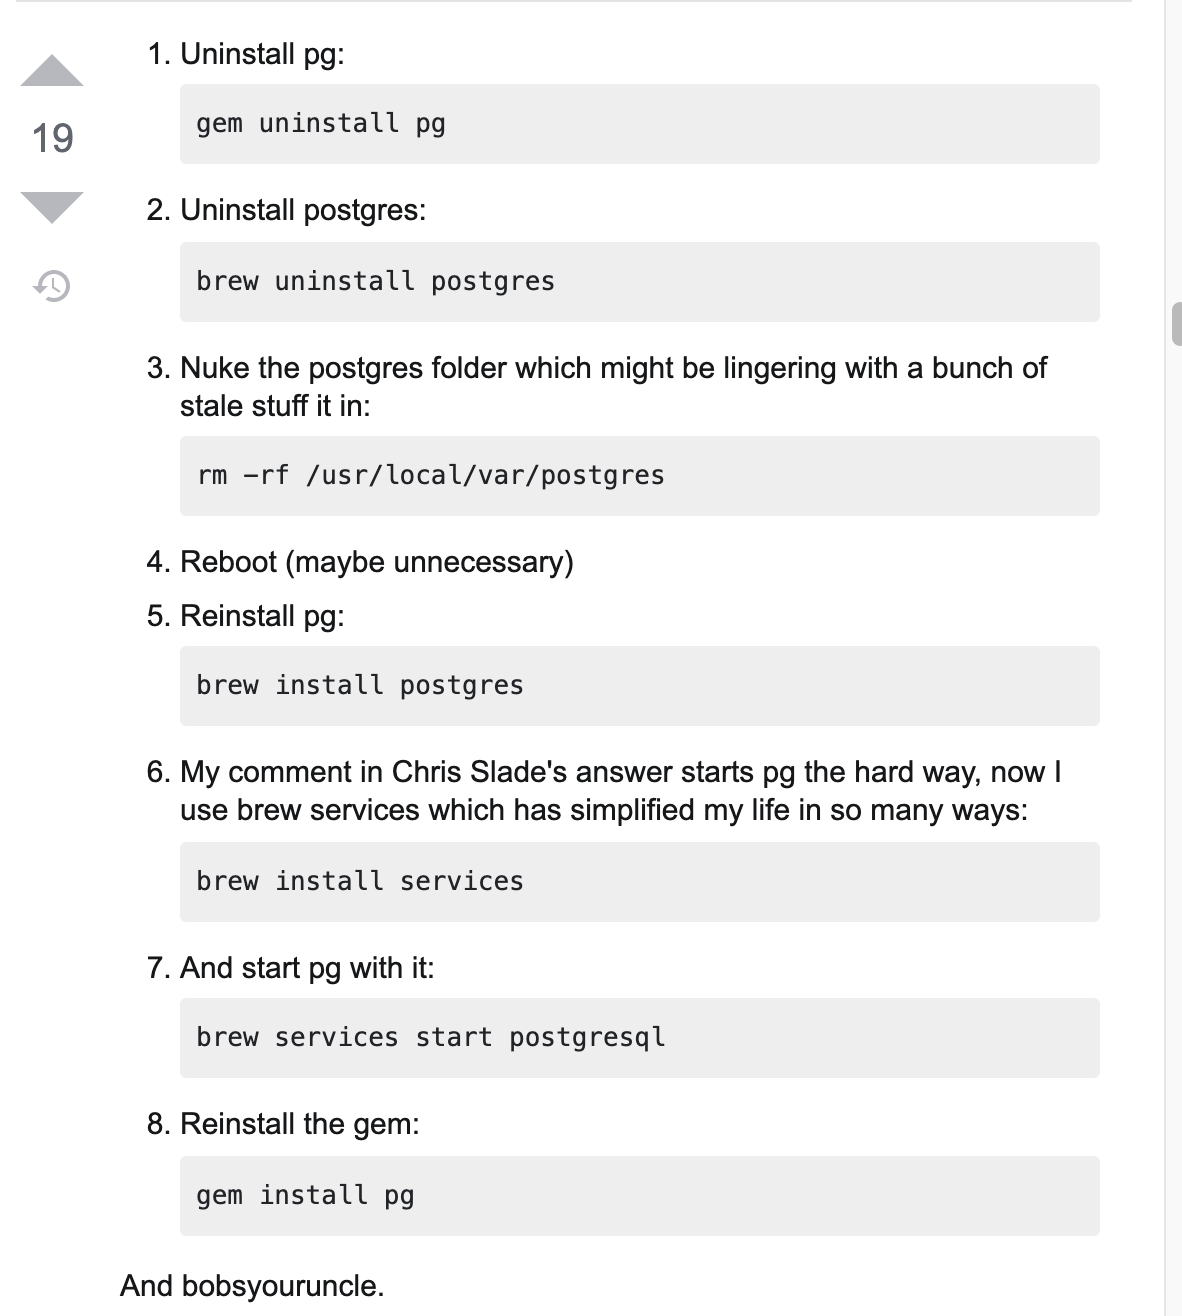 1. Uninstall pg:
19
gem uninstall pg
2. Uninstall postgres:
brew uninstall postgres
3. Nuke the postgres folder which might be lingering with a bunch of
stale stuff it in:
rm -rf /usr/local/var/postgres
4. Reboot (maybe unnecessary)
5. Reinstall pg:
brew install postgres
6. My comment in Chris Slade's answer starts pg the hard way, now I
use brew services which has simplified my life in so many ways:
brew install services
7. And start pg with it:
brew services start postgresql
8. Reinstall the gem:
gem install pg
And bobsyouruncle.